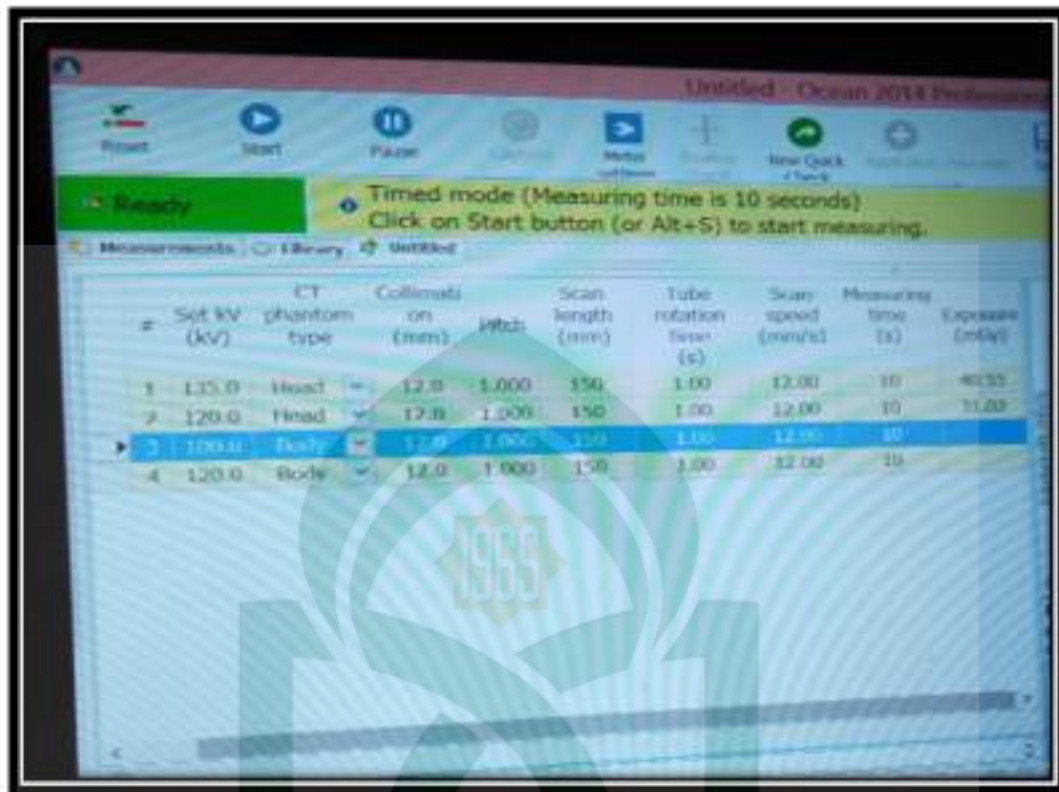 Untitled - Ocean 2014 Professional
Reset Start Pause New Quick Check
Ready
Timed mode (Measuring time is 10 seconds)
Click on Start button (or Alt+S) to start measuring.
Measurements Library Untitled
# Set kV (kV) CT phantom type Collimation (mm) Pitch Scan length (mm) Tube rotation time (s) Scan speed (mm/s) Measuring time (s) Exposure (mGy)
1 135.0 Head 12.0 1.000 150 1.00 12.00 10 40.55
2 120.0 Head 12.0 1.000 150 1.00 12.00 10
3 Body 12.0 1.000 150 1.00 12.00 10
4 120.0 Body 12.0 1.000 150 1.00 12.00 10
1965